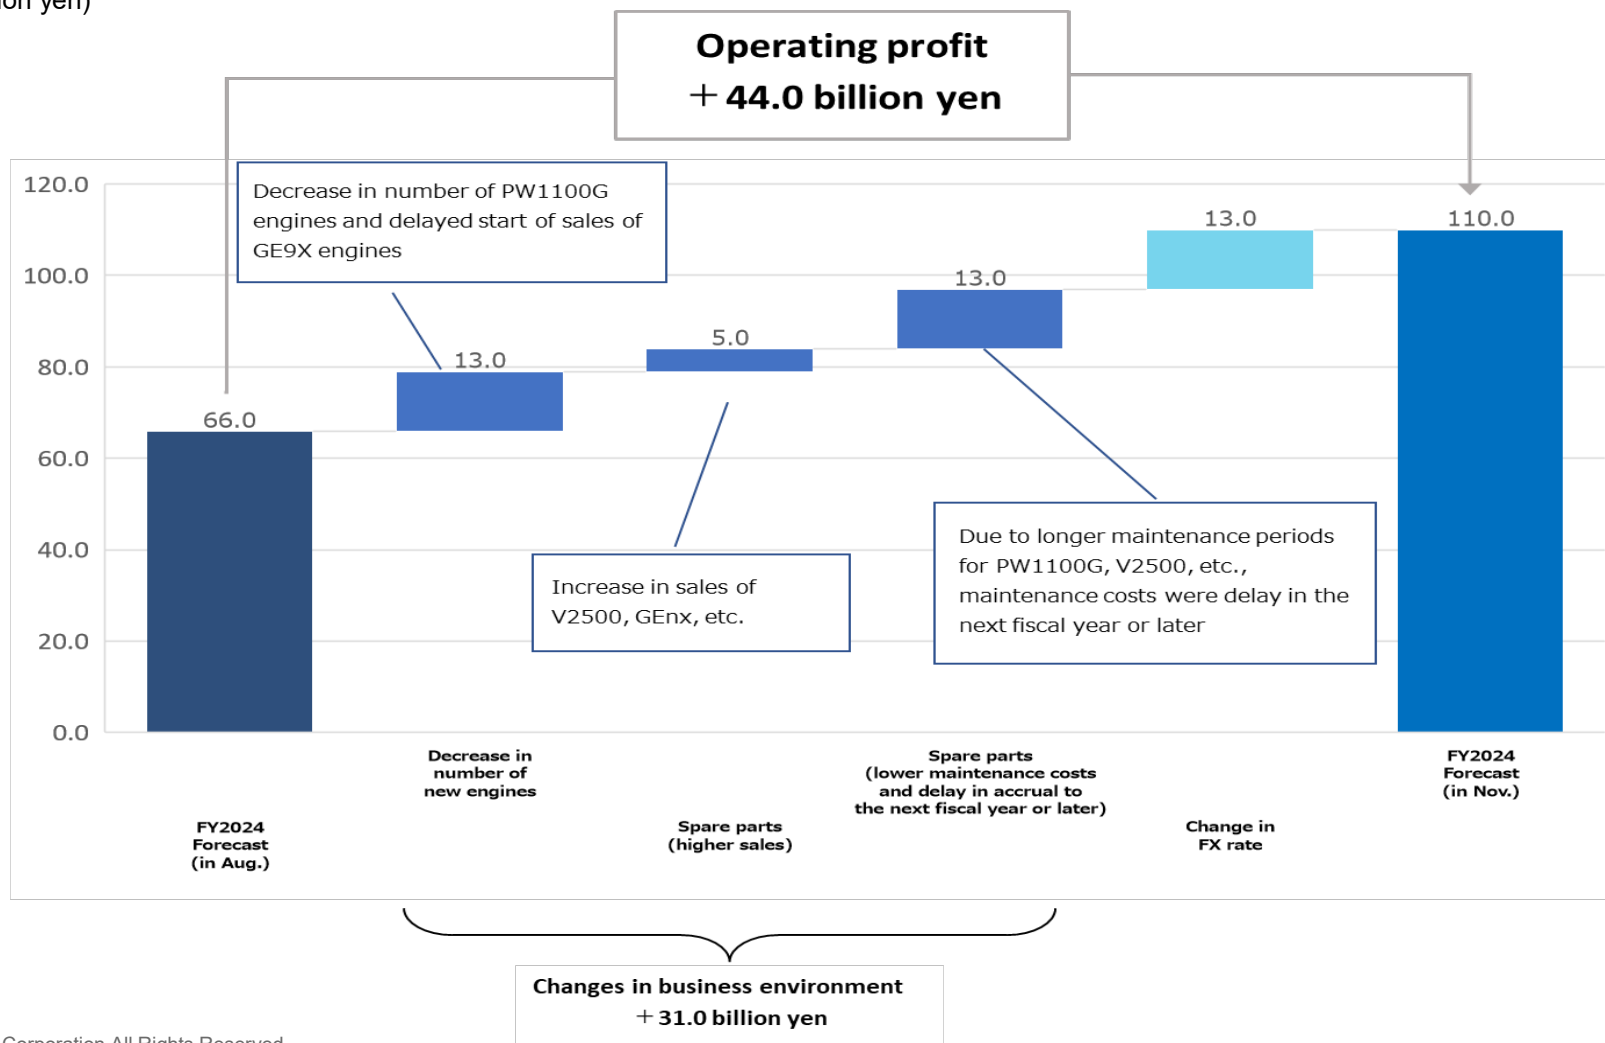 yen)
Operating profit
＋44.0 billion yen
Decrease in number of PW1100G
engines and delayed start of sales of
GE9X engines
120.0
100.0
80.0
60.0
40.0
20.0
0.0
66.0
13.0
5.0
13.0
13.0
110.0
Increase in sales of
V2500, GEnx, etc.
Due to longer maintenance periods
for PW1100G, V2500, etc.,
maintenance costs were delay in the
next fiscal year or later
FY2024
Forecast
(in Aug.)
Decrease in
number of
new engines
Spare parts
(higher sales)
Spare parts
(lower maintenance costs
and delay in accrual to
the next fiscal year or later)
Change in
FX rate
FY2024
Forecast
(in Nov.)
Changes in business environment
＋31.0 billion yen
Corporation All Rights Reserved